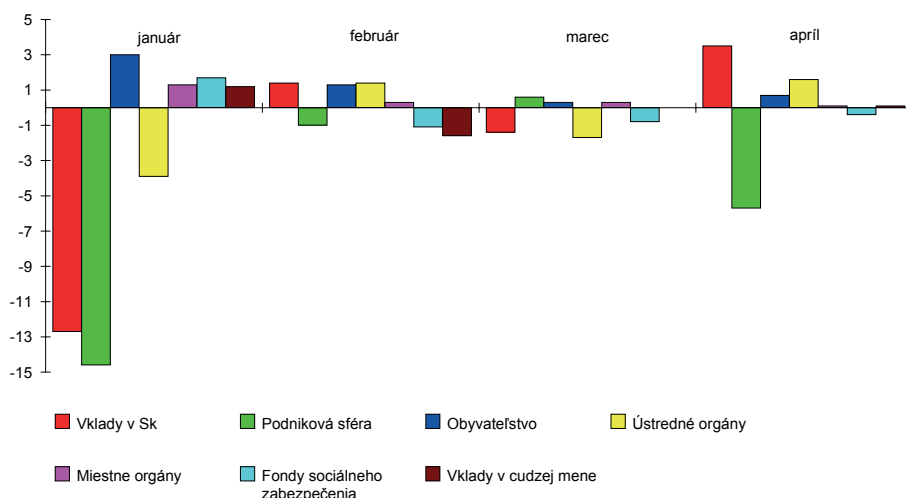 5
január
február
marec
apríl
3
1
-1
-3
-5
-7
-9
-11
-13
-15
Vklady v Sk
Podniková sféra
Obyvateľstvo
Ústredné orgány
Miestne orgány
Fondy sociálneho
zabezpečenia
Vklady v cudzej mene